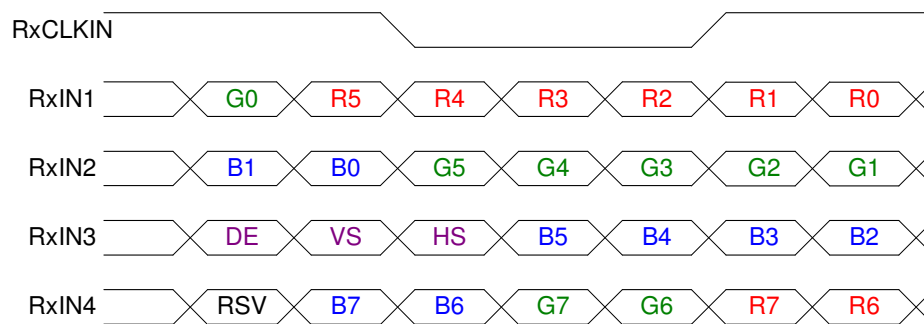 RxCLKIN
RxIN1 G0 R5 R4 R3 R2 R1 R0
RxIN2 B1 B0 G5 G4 G3 G2 G1
RxIN3 DE VS HS B5 B4 B3 B2
RxIN4 RSV B7 B6 G7 G6 R7 R6